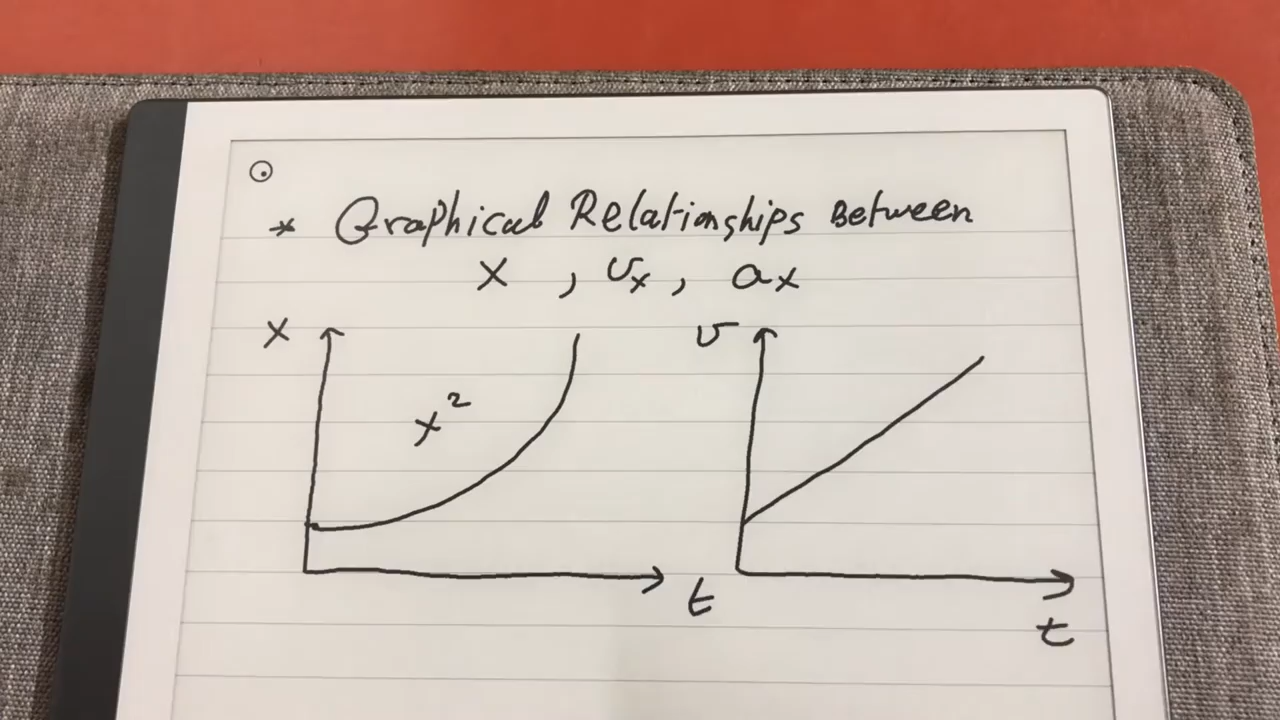 * Graphical Relationships Between
x , vx, ax
x
x²
t
v
t